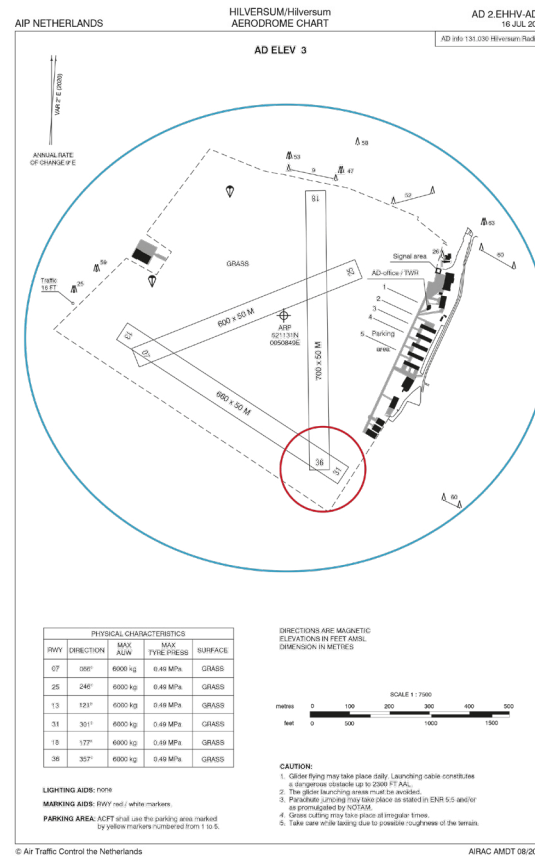 AIP NETHERLANDS
HILVERSUM/Hilversum
AERODROME CHART
AD 2.EHHV-AD
16 JUL 20
AD info 131.030 Hilversum Radi
AD ELEV 3
VAR 2° E (2020)
ANNUAL RATE
OF CHANGE 9' E
58
53
9
47
18
52
53
60
26
Signal area
GRASS
AD-office / TWR
59
Traffic
16 FT
25
25
1
2
3
4
5 Parking
area
600 x 50 M
ARP
521131N
0050849E
13
07
700 x 50 M
660 x 50 M
36
31
60
PHYSICAL CHARACTERISTICS
RWY DIRECTION MAX AUW MAX TYRE PRESS SURFACE
07 066° 6000 kg 0.49 MPa GRASS
25 246° 6000 kg 0.49 MPa GRASS
13 121° 6000 kg 0.49 MPa GRASS
31 301° 6000 kg 0.49 MPa GRASS
18 177° 6000 kg 0.49 MPa GRASS
36 357° 6000 kg 0.49 MPa GRASS
DIRECTIONS ARE MAGNETIC
ELEVATIONS IN FEET AMSL
DIMENSION IN METRES
SCALE 1 : 7500
metres 0 100 200 300 400 500
feet 0 500 1000 1500
LIGHTING AIDS: none
MARKING AIDS: RWY red / white markers.
PARKING AREA: ACFT shall use the parking area marked
by yellow markers numbered from 1 to 5.
CAUTION:
1. Glider flying may take place daily. Launching cable constitutes
a dangerous obstacle up to 2300 FT AAL.
2. The glider launching areas must be avoided.
3. Parachute jumping may take place as stated in ENR 5.5 and/or
as promulgated by NOTAM.
4. Grass cutting may take place at irregular times.
5. Take care while taxiing due to possible roughness of the terrain.
© Air Traffic Control the Netherlands
AIRAC AMDT 08/20